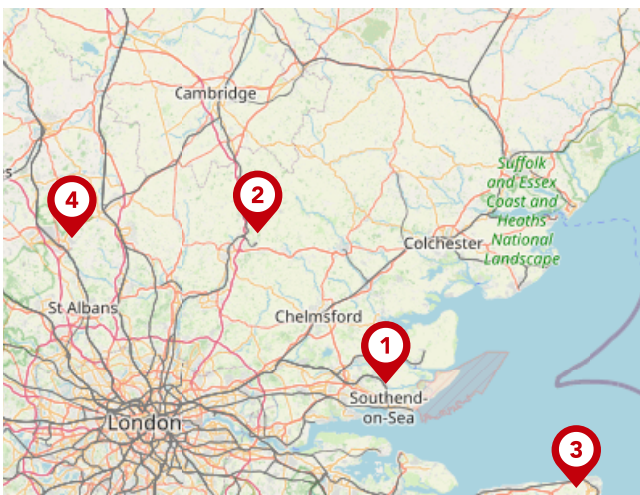 Cambridge
Suffolk
and Essex
Coast and
Heaths
National
Landscape
s
4
2
Colchester
St Albans
Chelmsford
1
Southend-
on-Sea
London
3